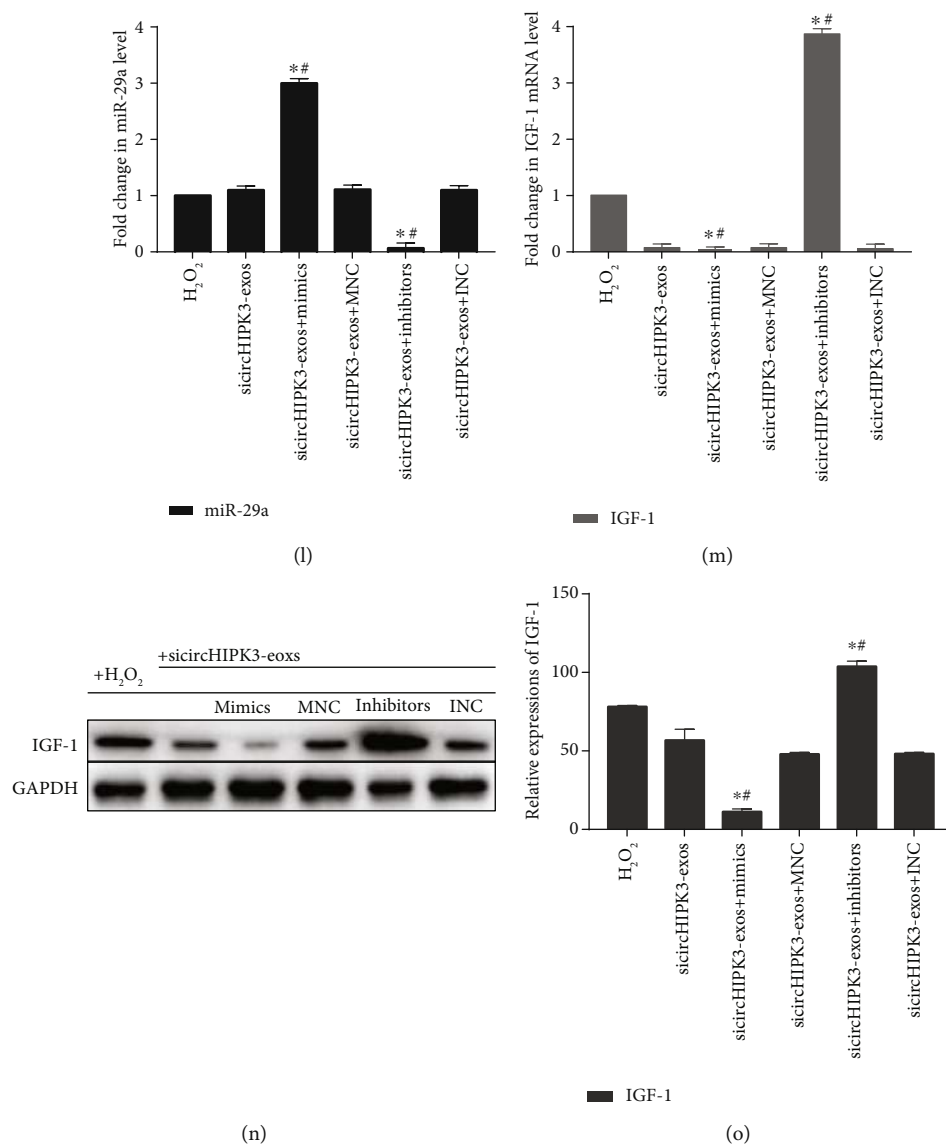 Fold change in miR-29a level
4
3
2
1
0
*#
*#
H₂O₂
sicircHIPK3-exos
sicircHIPK3-exos+mimics
sicircHIPK3-exos+MNC
sicircHIPK3-exos+inhibitors
sicircHIPK3-exos+INC
miR-29a
(l)
Fold change in IGF-1 mRNA level
4
3
2
1
0
*#
*#
H₂O₂
sicircHIPK3-exos
sicircHIPK3-exos+mimics
sicircHIPK3-exos+MNC
sicircHIPK3-exos+inhibitors
sicircHIPK3-exos+INC
IGF-1
(m)
+sicircHIPK3-eoxs
+H₂O₂
Mimics MNC Inhibitors INC
IGF-1
GAPDH
(n)
Relative expressions of IGF-1
150
100
50
0
*#
*#
H₂O₂
sicircHIPK3-exos
sicircHIPK3-exos+mimics
sicircHIPK3-exos+MNC
sicircHIPK3-exos+inhibitors
sicircHIPK3-exos+INC
IGF-1
(o)